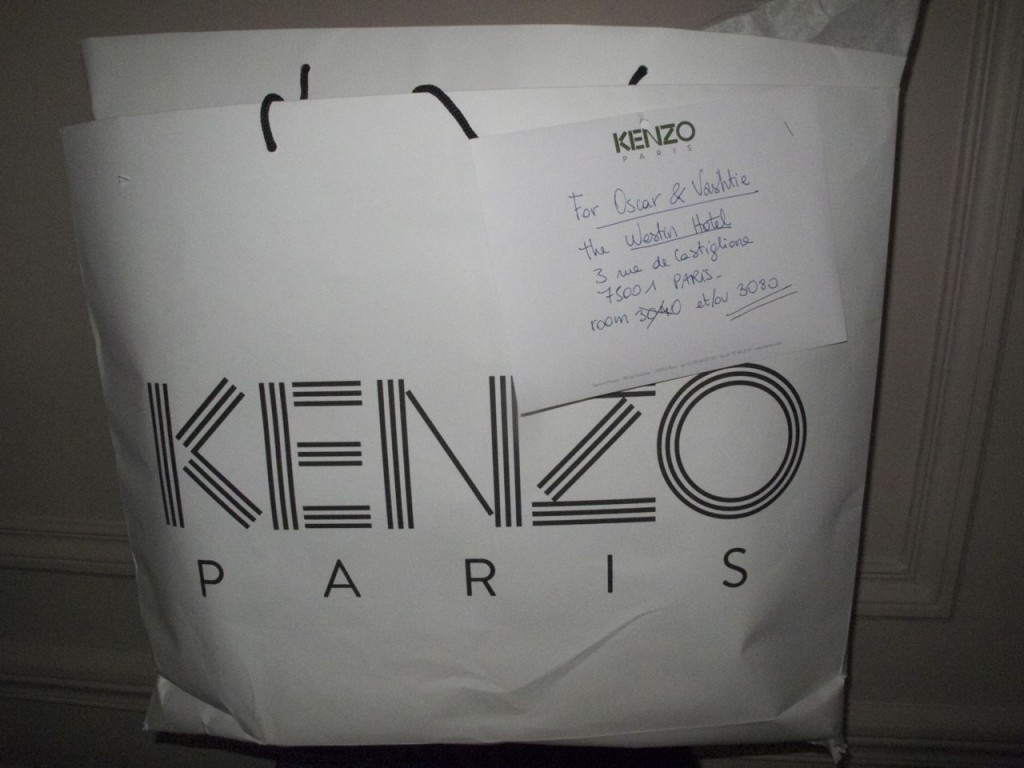 KENZO
PARIS
For Oscar & Vashtie
the Westin Hotel
3 rue de Castiglione
75001 PARIS-
room 3040 et/ou 3080
KENZO
PARIS